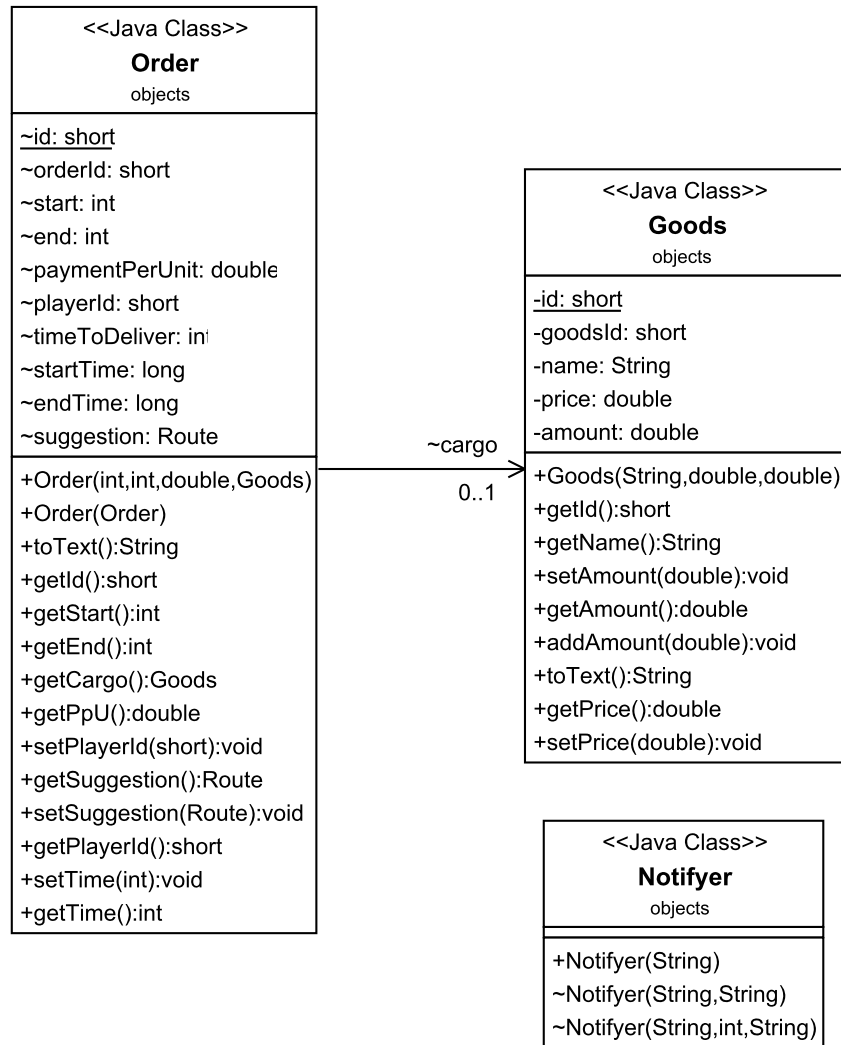 <<Java Class>>
Order
objects
~id: short
~orderId: short
~start: int
~end: int
~paymentPerUnit: double
~playerId: short
~timeToDeliver: int
~startTime: long
~endTime: long
~suggestion: Route
+Order(int,int,double,Goods)
+Order(Order)
+toText():String
+getId():short
+getStart():int
+getEnd():int
+getCargo():Goods
+getPpU():double
+setPlayerId(short):void
+getSuggestion():Route
+setSuggestion(Route):void
+getPlayerId():short
+setTime(int):void
+getTime():int
~cargo
0..1
<<Java Class>>
Goods
objects
-id: short
-goodsId: short
-name: String
-price: double
-amount: double
+Goods(String,double,double)
+getId():short
+getName():String
+setAmount(double):void
+getAmount():double
+addAmount(double):void
+toText():String
+getPrice():double
+setPrice(double):void
<<Java Class>>
Notifyer
objects
+Notifyer(String)
~Notifyer(String,String)
~Notifyer(String,int,String)